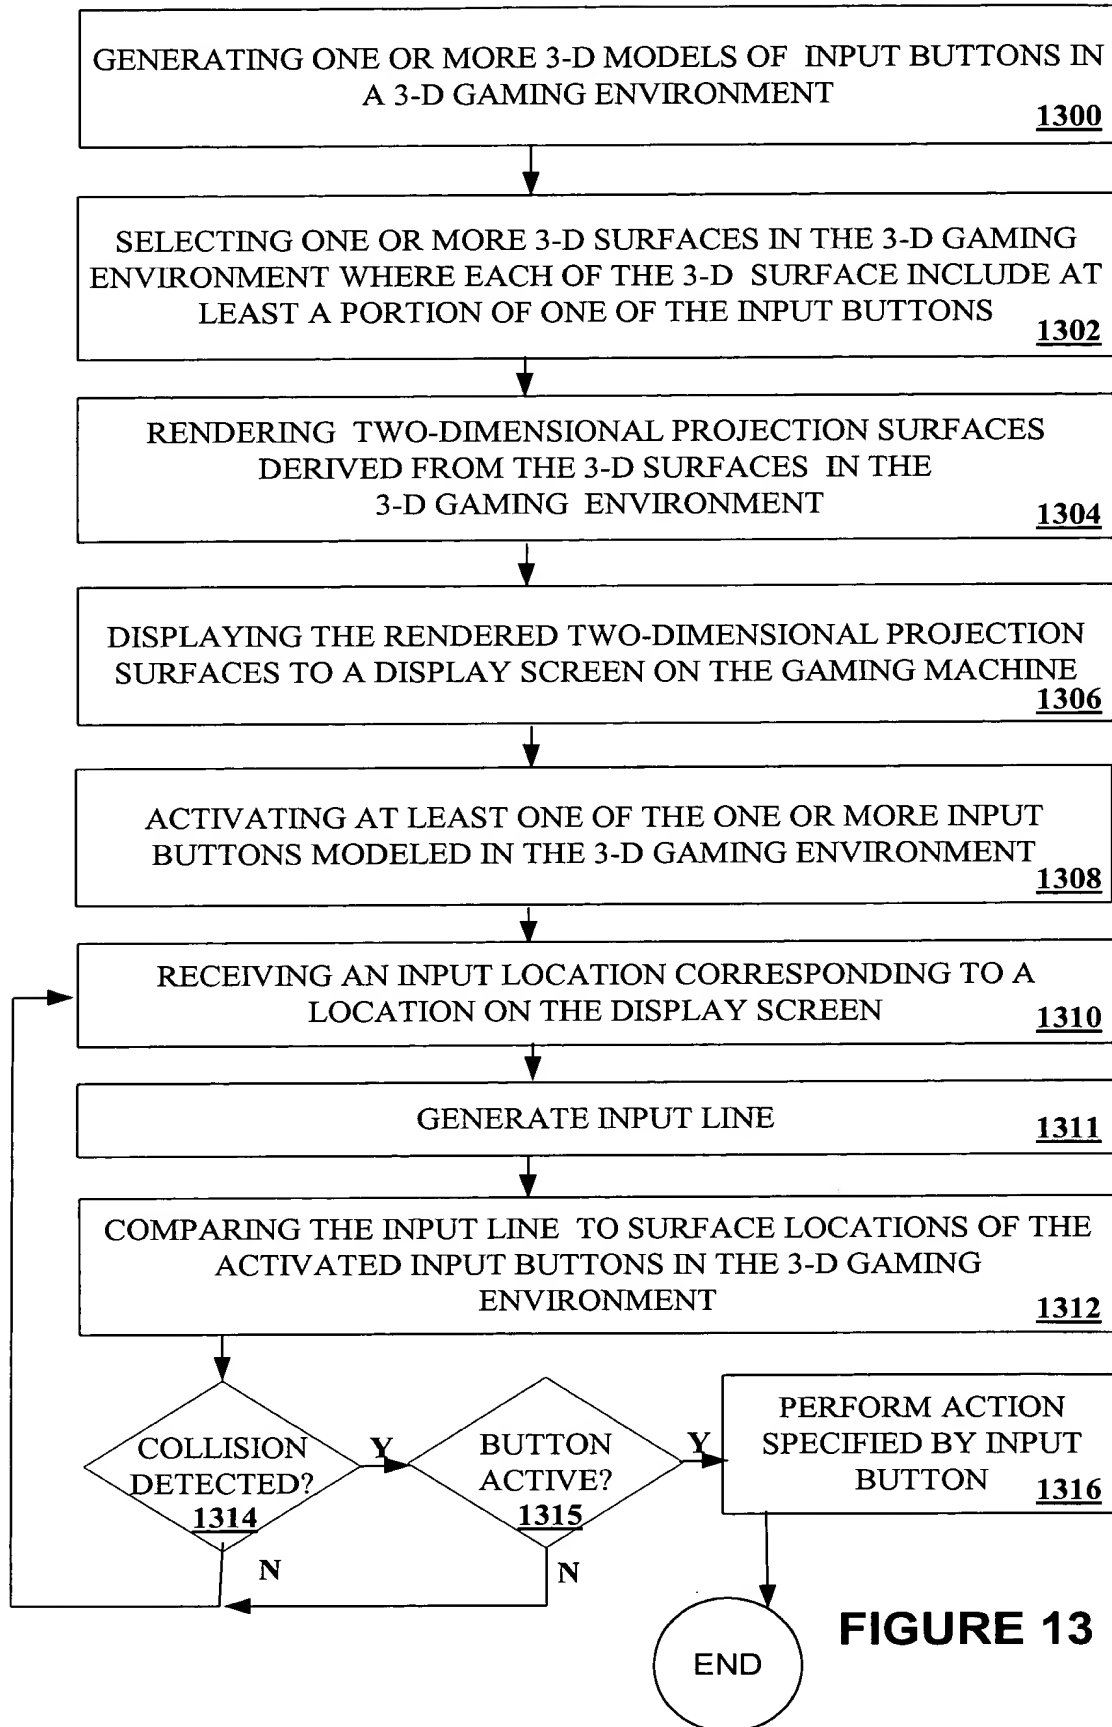 GENERATING ONE OR MORE 3-D MODELS OF INPUT BUTTONS IN
A 3-D GAMING ENVIRONMENT
1300
SELECTING ONE OR MORE 3-D SURFACES IN THE 3-D GAMING
ENVIRONMENT WHERE EACH OF THE 3-D SURFACE INCLUDE AT
LEAST A PORTION OF ONE OF THE INPUT BUTTONS
1302
RENDERING TWO-DIMENSIONAL PROJECTION SURFACES
DERIVED FROM THE 3-D SURFACES IN THE
3-D GAMING ENVIRONMENT
1304
DISPLAYING THE RENDERED TWO-DIMENSIONAL PROJECTION
SURFACES TO A DISPLAY SCREEN ON THE GAMING MACHINE
1306
ACTIVATING AT LEAST ONE OF THE ONE OR MORE INPUT
BUTTONS MODELED IN THE 3-D GAMING ENVIRONMENT
1308
RECEIVING AN INPUT LOCATION CORRESPONDING TO A
LOCATION ON THE DISPLAY SCREEN
1310
GENERATE INPUT LINE
1311
COMPARING THE INPUT LINE TO SURFACE LOCATIONS OF THE
ACTIVATED INPUT BUTTONS IN THE 3-D GAMING
ENVIRONMENT
1312
COLLISION
DETECTED?
1314
Y
N
BUTTON
ACTIVE?
1315
Y
N
PERFORM ACTION
SPECIFIED BY INPUT
BUTTON
1316
END
FIGURE 13